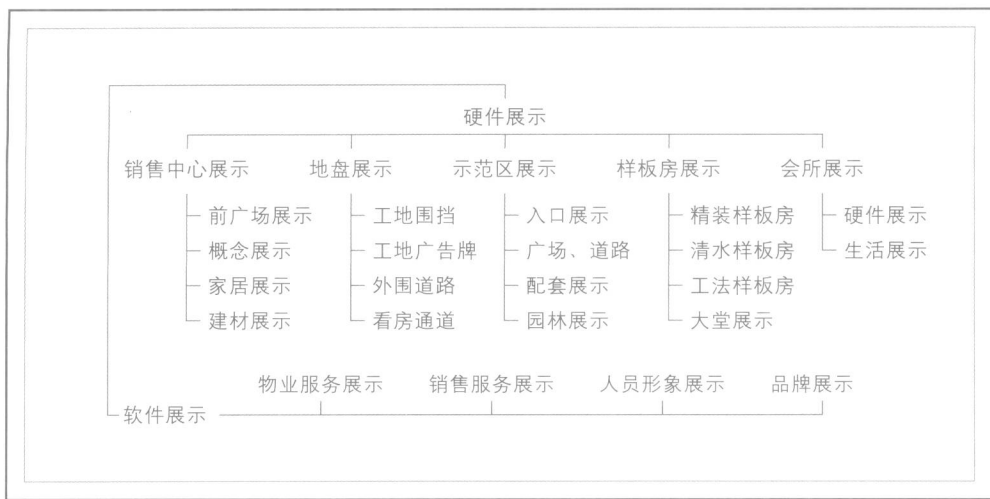 硬件展示
销售中心展示 地盘展示 示范区展示 样板房展示 会所展示
前广场展示 工地围挡 入口展示 精装样板房 硬件展示
概念展示 工地广告牌 广场、道路 清水样板房 生活展示
家居展示 外围道路 配套展示 工法样板房
建材展示 看房通道 园林展示 大堂展示
物业服务展示 销售服务展示 人员形象展示 品牌展示
软件展示